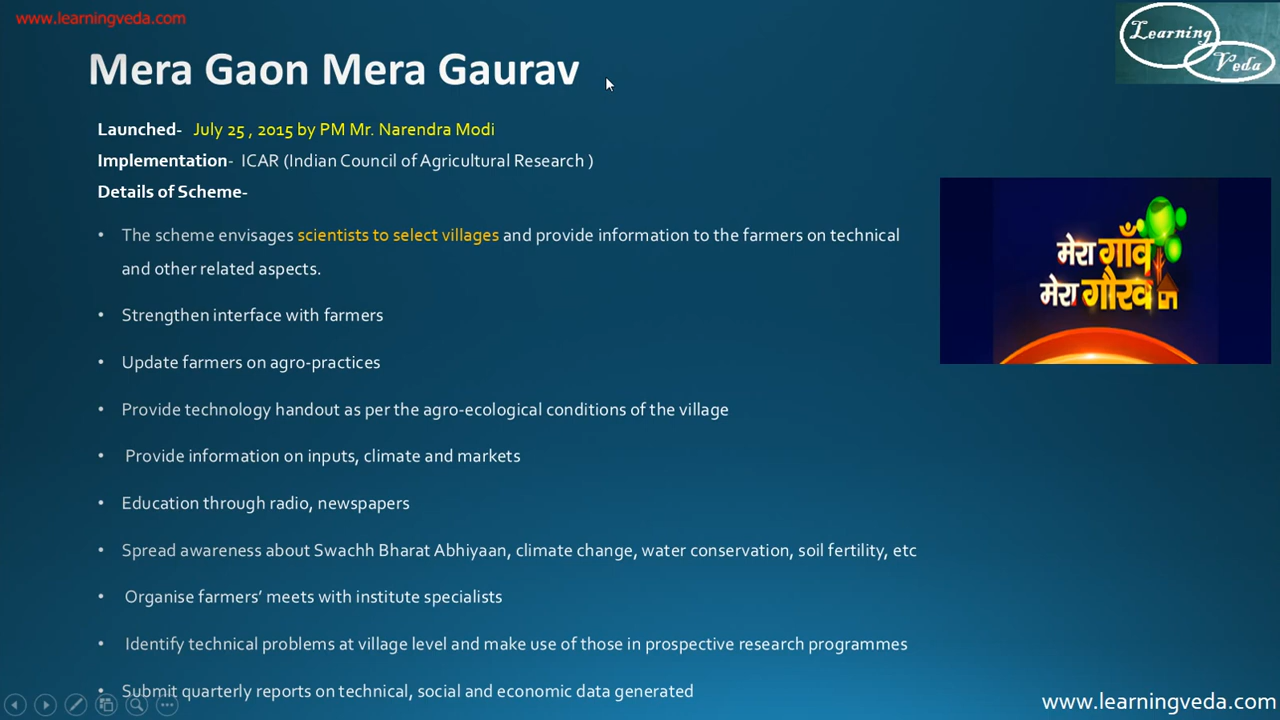 www.learningveda.com
Learning
Veda
Mera Gaon Mera Gaurav
Launched- July 25 , 2015 by PM Mr. Narendra Modi
Implementation- ICAR (Indian Council of Agricultural Research )
Details of Scheme-
• The scheme envisages scientists to select villages and provide information to the farmers on technical
and other related aspects.
• Strengthen interface with farmers
• Update farmers on agro-practices
• Provide technology handout as per the agro-ecological conditions of the village
• Provide information on inputs, climate and markets
• Education through radio, newspapers
• Spread awareness about Swachh Bharat Abhiyaan, climate change, water conservation, soil fertility, etc
• Organise farmers’ meets with institute specialists
• Identify technical problems at village level and make use of those in prospective research programmes
• Submit quarterly reports on technical, social and economic data generated
मेरा गाँव
मेरा गौरव
www.learningveda.com